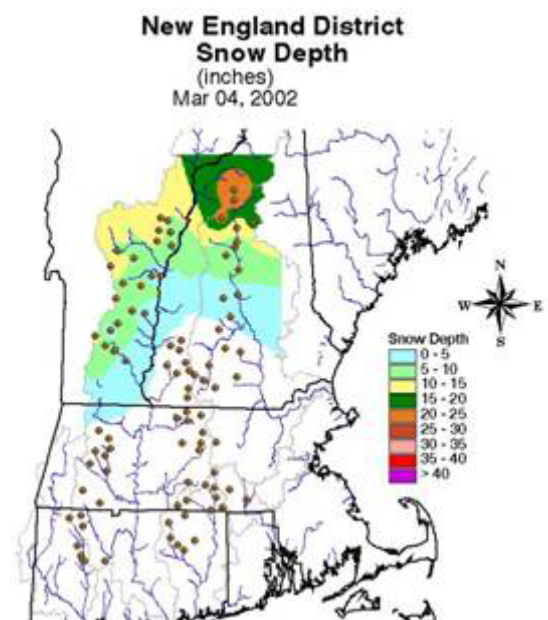 New England District
Snow Depth
(inches)
Mar 04, 2002
N
W E
S
Snow Depth
0 - 5
5 - 10
10 - 15
15 - 20
20 - 25
25 - 30
30 - 35
35 - 40
> 40